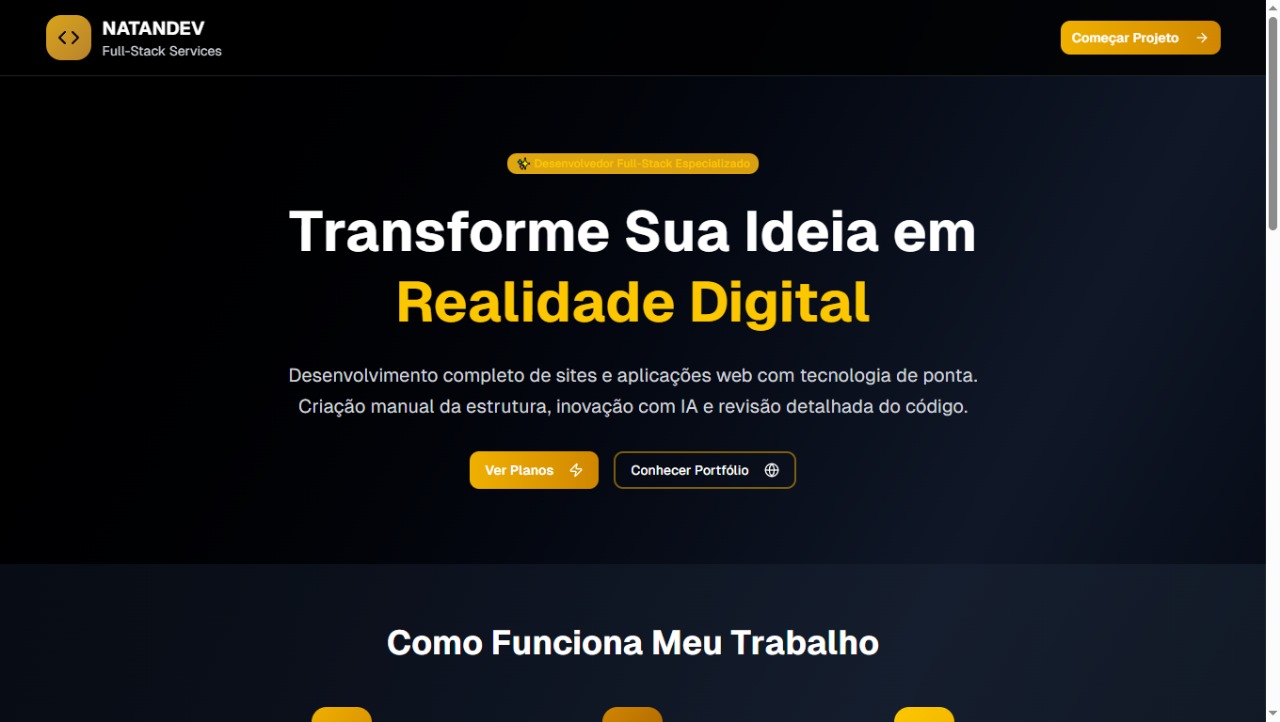 NATANDEV
Full-Stack Services
Começar Projeto
Desenvolvedor Full-Stack Especializado
Transforme Sua Ideia em
Realidade Digital
Desenvolvimento completo de sites e aplicações web com tecnologia de ponta.
Criação manual da estrutura, inovação com IA e revisão detalhada do código.
Ver Planos
Conhecer Portfólio
Como Funciona Meu Trabalho